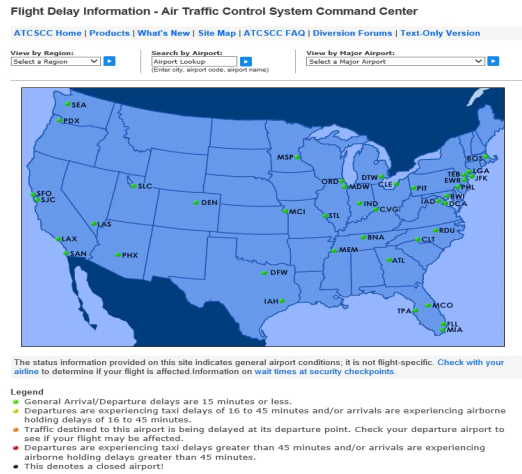 Flight Delay Information - Air Traffic Control System Command Center
ATCSCC Home | Products | What's New | Site Map | ATCSCC FAQ | Diversion Forums | Text-Only Version
View by Region:
Select a Region
Search by Airport:
Airport Lookup
(Enter city, airport code, airport name)
View by Major Airport:
Select a Major Airport
SEA
PDX
MSP
BOS
LGA
TEB
JFK
EWR
DTW
CLE
ORD
MDW
PIT
PHL
SLC
SFO
SJC
DEN
IND
IAD
BWI
DCA
CVG
MCI
STL
LAS
RDU
BNA
CLT
LAX
MEM
SAN
PHX
ATL
DFW
IAH
MCO
TPA
FLL
MIA
The status information provided on this site indicates general airport conditions; it is not flight-specific. Check with your
airline to determine if your flight is affected.Information on wait times at security checkpoints.
Legend
General Arrival/Departure delays are 15 minutes or less.
Departures are experiencing taxi delays of 16 to 45 minutes and/or arrivals are experiencing airborne
holding delays of 16 to 45 minutes.
Traffic destined to this airport is being delayed at its departure point. Check your departure airport to
see if your flight may be affected.
Departures are experiencing taxi delays greater than 45 minutes and/or arrivals are experiencing
airborne holding delays greater than 45 minutes.
This denotes a closed airport!